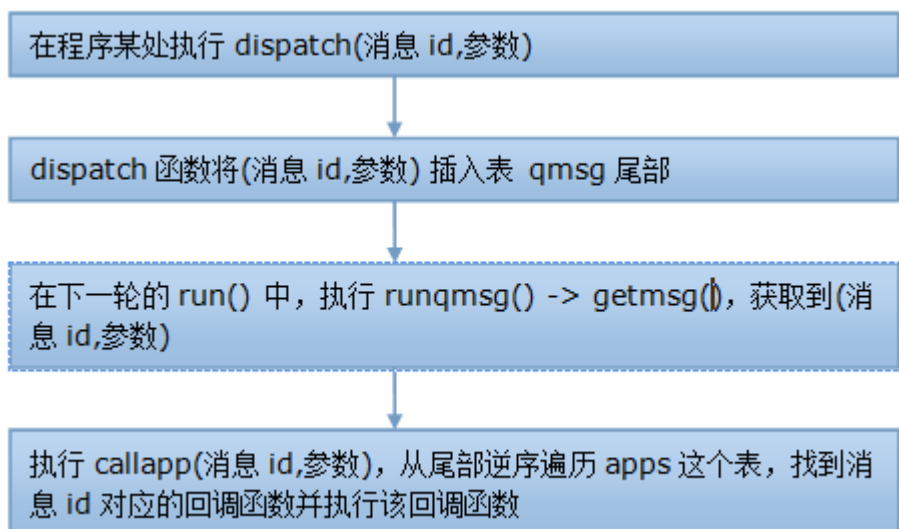 在程序某处执行 dispatch(消息 id,参数)
dispatch 函数将(消息 id,参数) 插入表 qmsg 尾部
在下一轮的 run() 中，执行 runqmsg() -> getmsg()，获取到(消
息 id,参数)
执行 callapp(消息 id,参数)，从尾部逆序遍历 apps 这个表，找到消
息 id 对应的回调函数并执行该回调函数